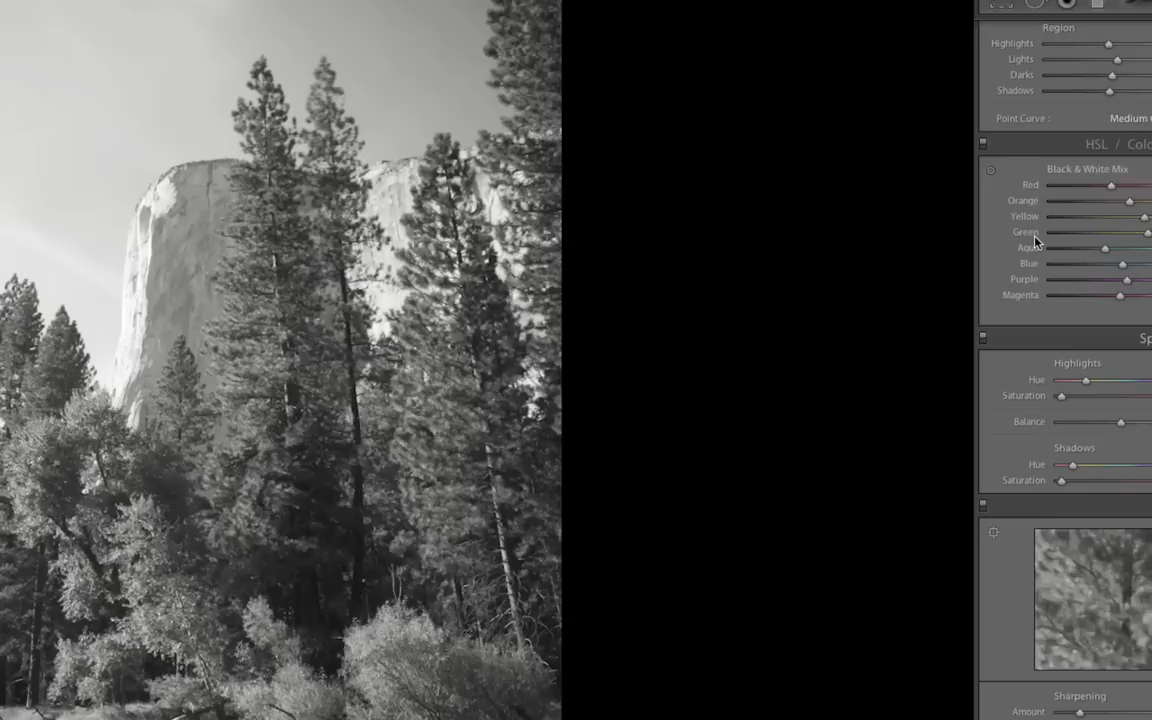 Region
Highlights
Lights
Darks
Shadows
Point Curve :
Medium
HSL /
Black & White Mix
Red
Orange
Yellow
Green
Aqua
Blue
Purple
Magenta
Highlights
Hue
Saturation
Balance
Shadows
Hue
Saturation
Sharpening
Amount